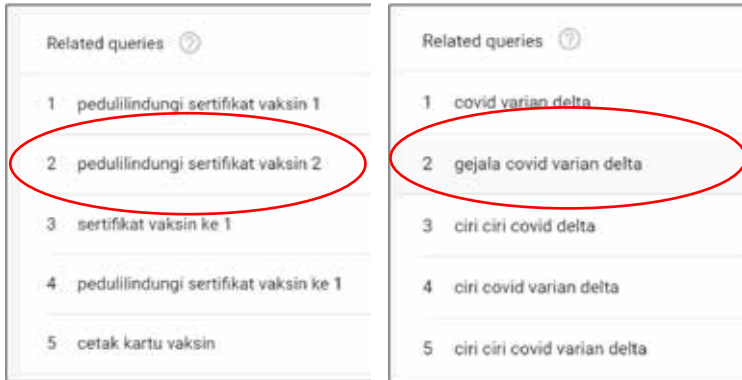 Related queries
1 pedulilindungi sertifikat vaksin 1
2 pedulilindungi sertifikat vaksin 2
3 sertifikat vaksin ke 1
4 pedulilindungi sertifikat vaksin ke 1
5 cetak kartu vaksin
Related queries
1 covid varian delta
2 gejala covid varian delta
3 ciri ciri covid delta
4 ciri covid varian delta
5 ciri ciri covid varian delta